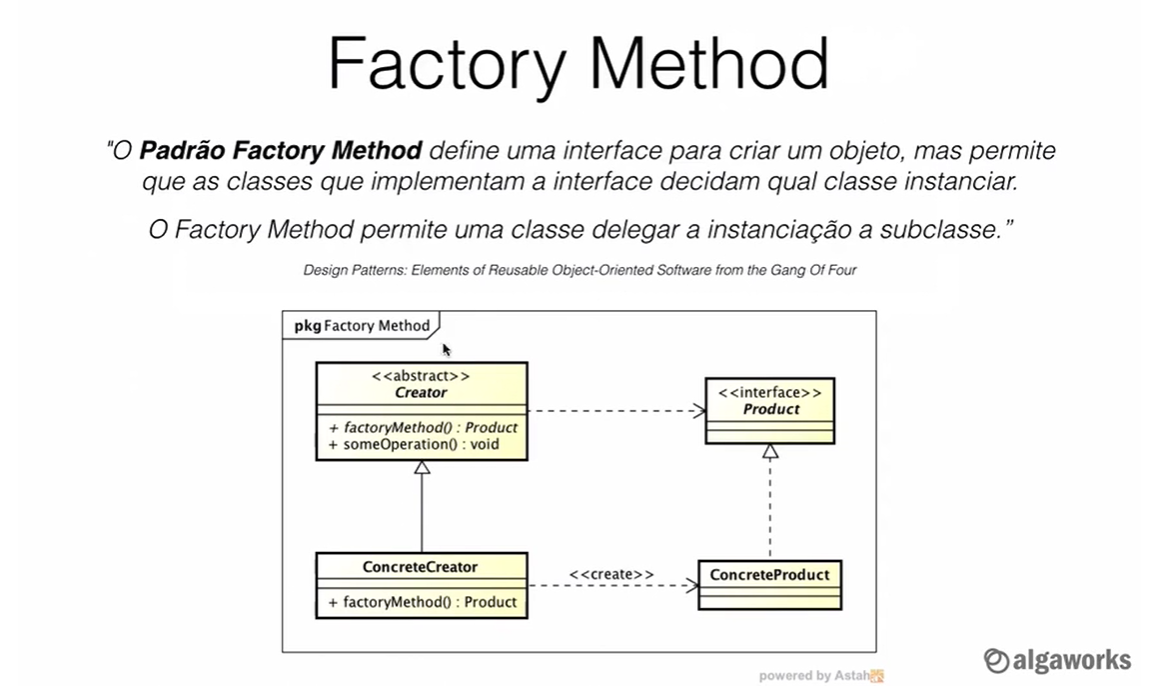 Factory Method
"O Padrão Factory Method define uma interface para criar um objeto, mas permite
que as classes que implementam a interface decidam qual classe instanciar.
O Factory Method permite uma classe delegar a instanciação a subclasse.”
Design Patterns: Elements of Reusable Object-Oriented Software from the Gang Of Four
pkg Factory Method
<<abstract>>
Creator
+ factoryMethod() : Product
+ someOperation() : void
<<interface>>
Product
ConcreteCreator
+ factoryMethod() : Product
<<create>>
ConcreteProduct
powered by Astah
algaworks